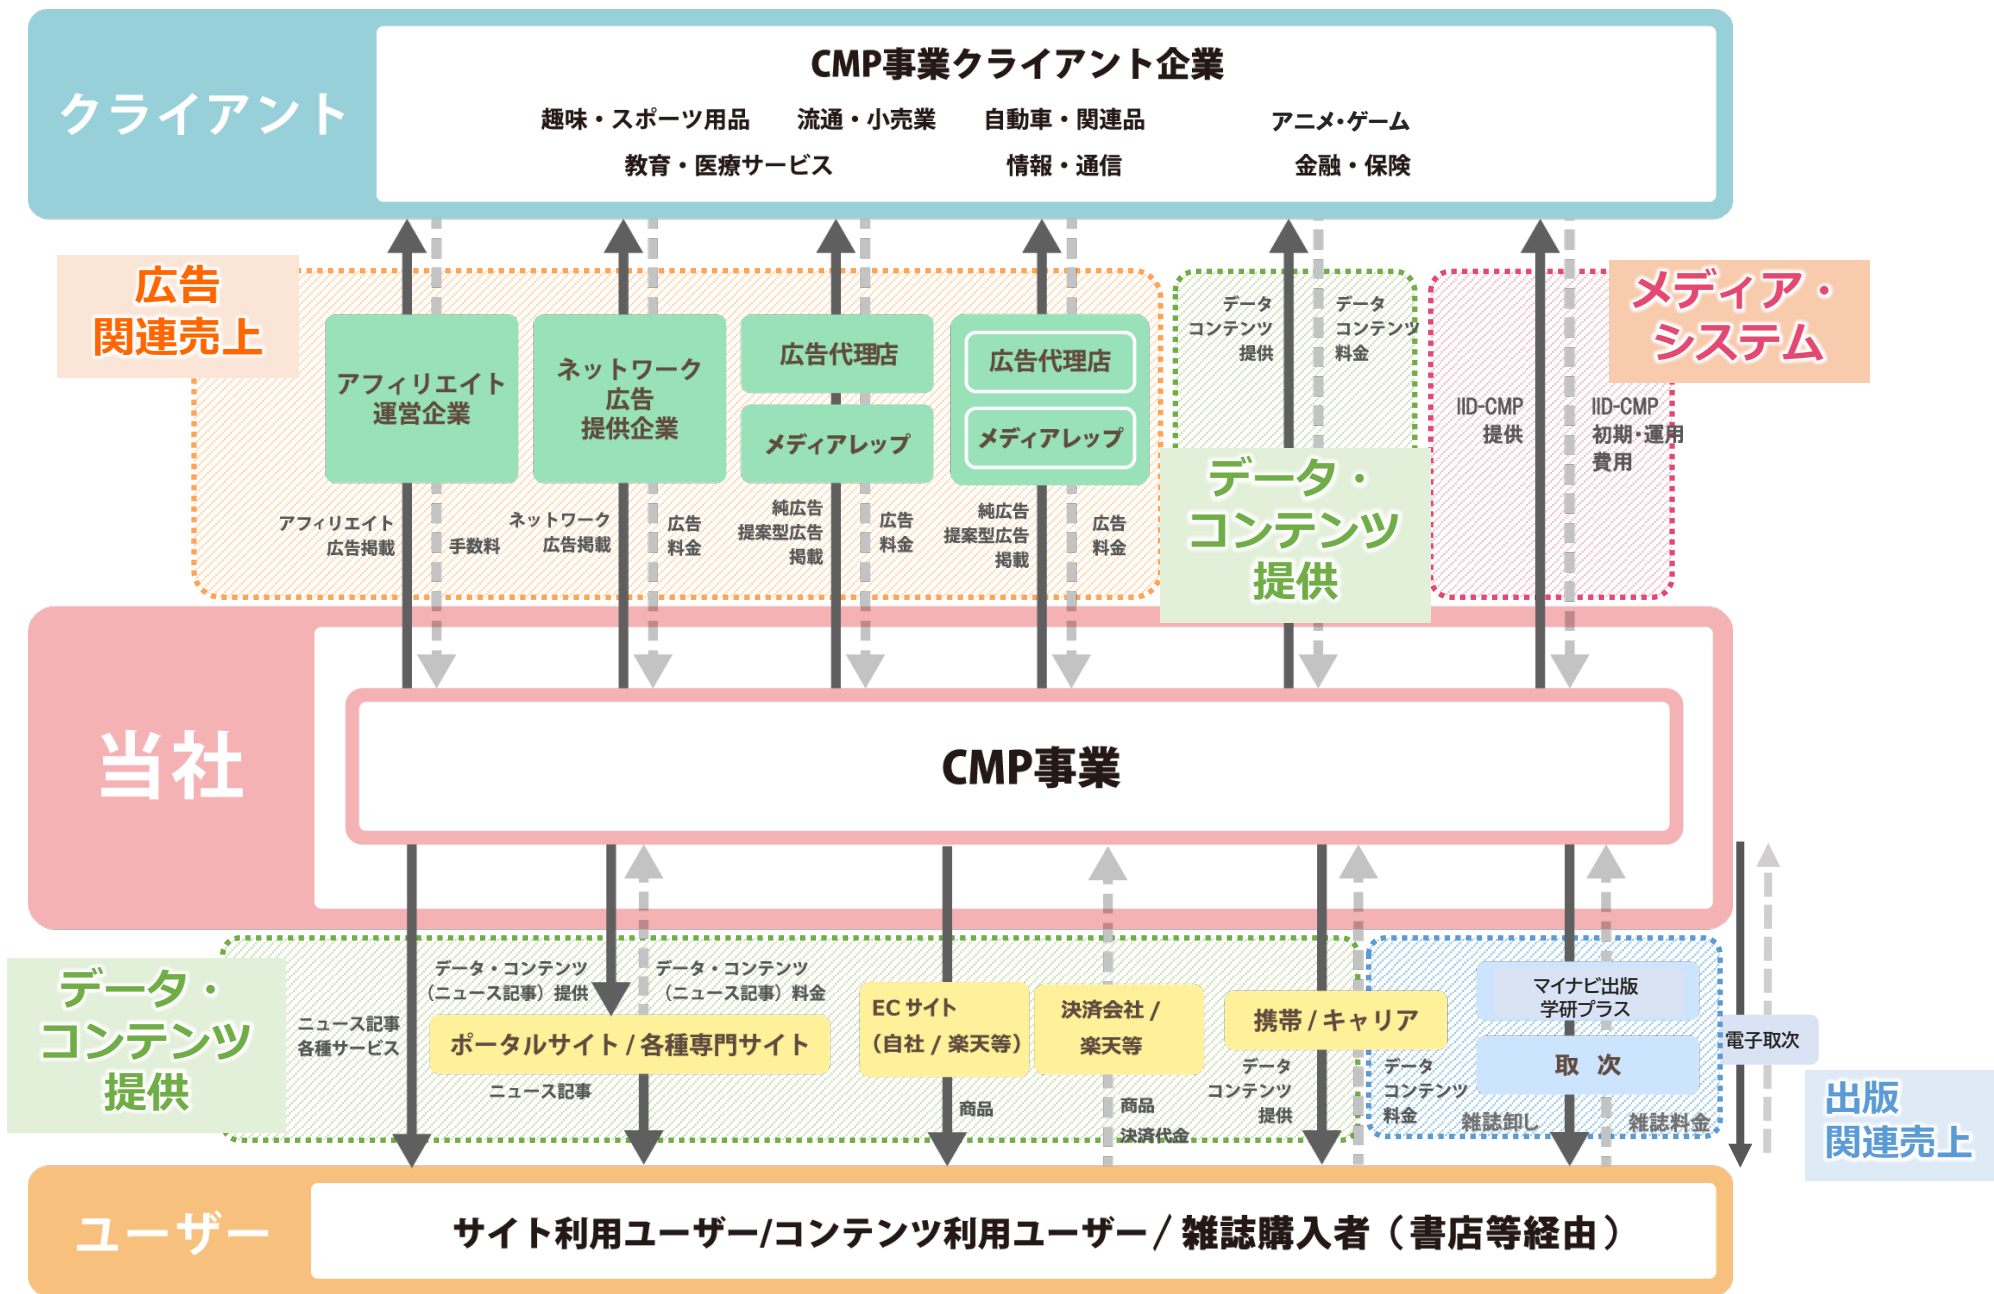 クライアント
CMP事業クライアント企業
趣味・スポーツ用品
流通・小売業
自動車・関連品
アニメ・ゲーム
教育・医療サービス
情報・通信
金融・保険
広告
関連売上
アフィリエイト
運営企業
ネットワーク
広告
提供企業
広告代理店
メディアレップ
広告代理店
メディアレップ
アフィリエイト
広告掲載
手数料
ネットワーク
広告掲載
広告
料金
純広告
提案型広告
掲載
広告
料金
純広告
提案型広告
掲載
広告
料金
データ
コンテンツ
提供
データ
コンテンツ
料金
データ・
コンテンツ
提供
メディア・
システム
IID-CMP
提供
IID-CMP
初期・運用
費用
当社
CMP事業
データ・
コンテンツ
提供
ニュース記事
各種サービス
データ・コンテンツ
（ニュース記事）提供
データ・コンテンツ
（ニュース記事）料金
ポータルサイト / 各種専門サイト
ニュース記事
ECサイト
（自社 / 楽天等）
商品
決済会社 /
楽天等
商品
決済代金
携帯 / キャリア
データ
コンテンツ
提供
データ
コンテンツ
料金
マイナビ出版
学研プラス
取 次
雑誌卸し
雑誌料金
電子取次
出版
関連売上
ユーザー
サイト利用ユーザー/コンテンツ利用ユーザー / 雑誌購入者（書店等経由）